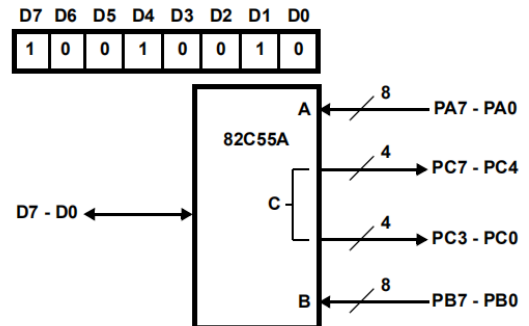 D7 D6 D5 D4 D3 D2 D1 D0
1 0 0 1 0 0 1 0
A 8 PA7 - PA0
82C55A
4 PC7 - PC4
C
D7 - D0
4 PC3 - PC0
B 8 PB7 - PB0